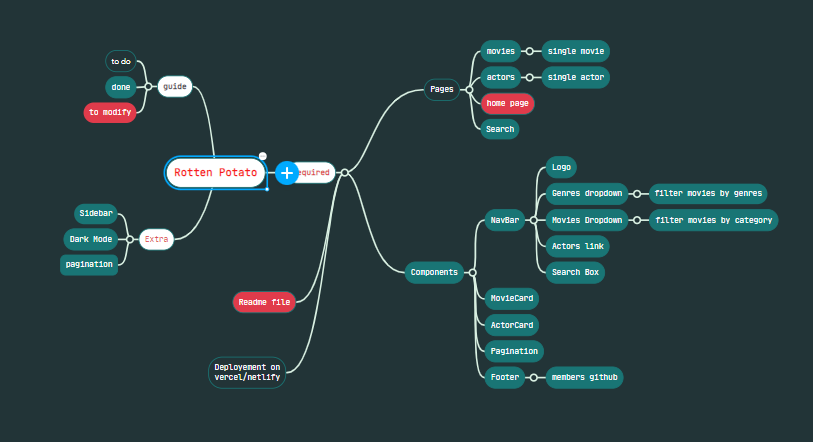 to do
done
to modify
guide
Rotten Potato
equired
Extra
Sidebar
Dark Mode
pagination
Readme file
Deployement on
vercel/netlify
Pages
movies
single movie
actors
single actor
home page
Search
Components
NavBar
Logo
Genres dropdown
filter movies by genres
Movies Dropdown
filter movies by category
Actors link
Search Box
MovieCard
ActorCard
Pagination
Footer
members github